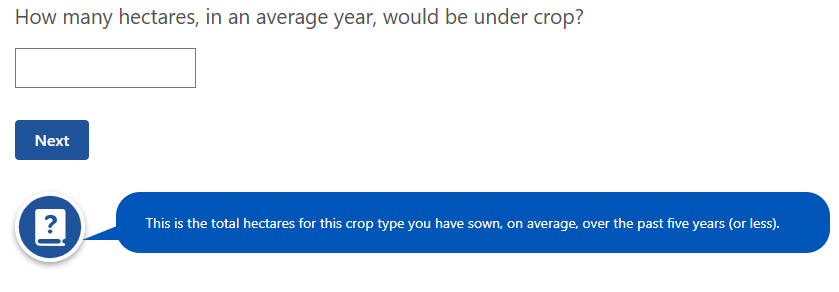 How many hectares, in an average year, would be under crop?
Next
?
This is the total hectares for this crop type you have sown, on average, over the past five years (or less).